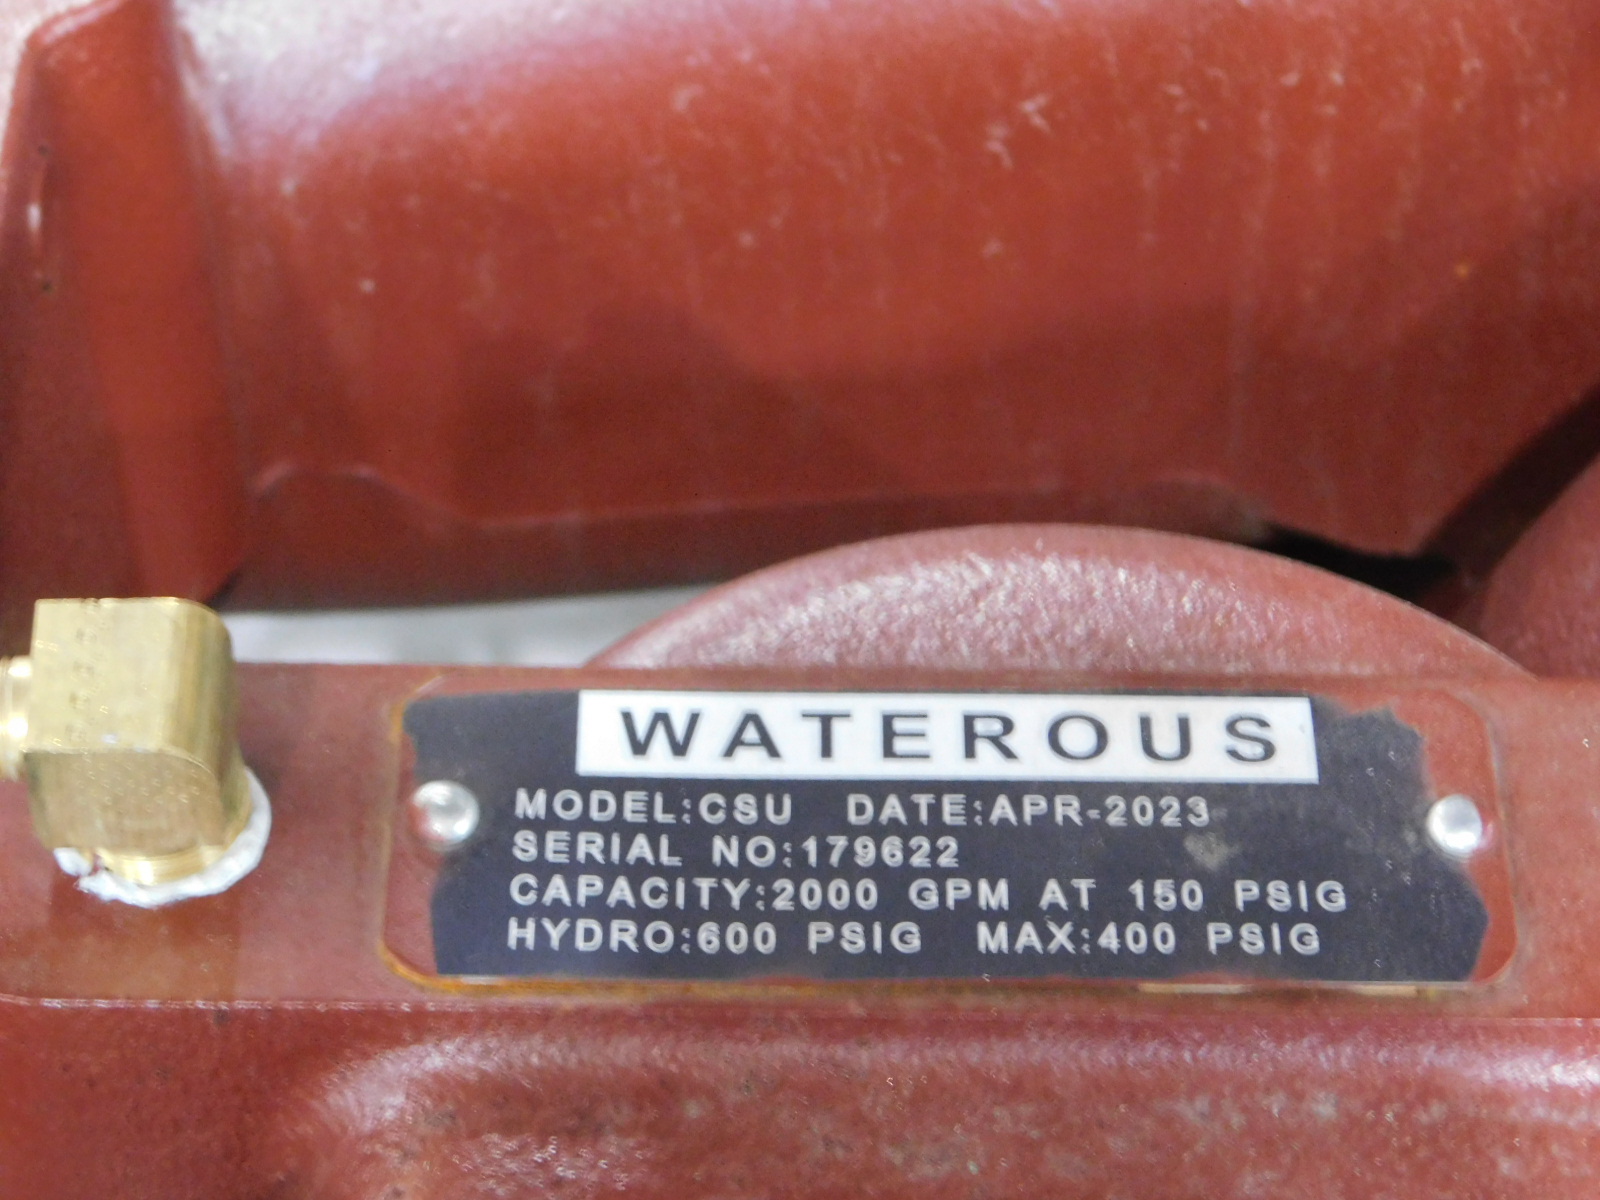 WATEROUS
MODEL:CSU DATE:APR-2023
SERIAL NO:179622
CAPACITY:2000 GPM AT 150 PSIG
HYDRO:600 PSIG MAX:400 PSIG